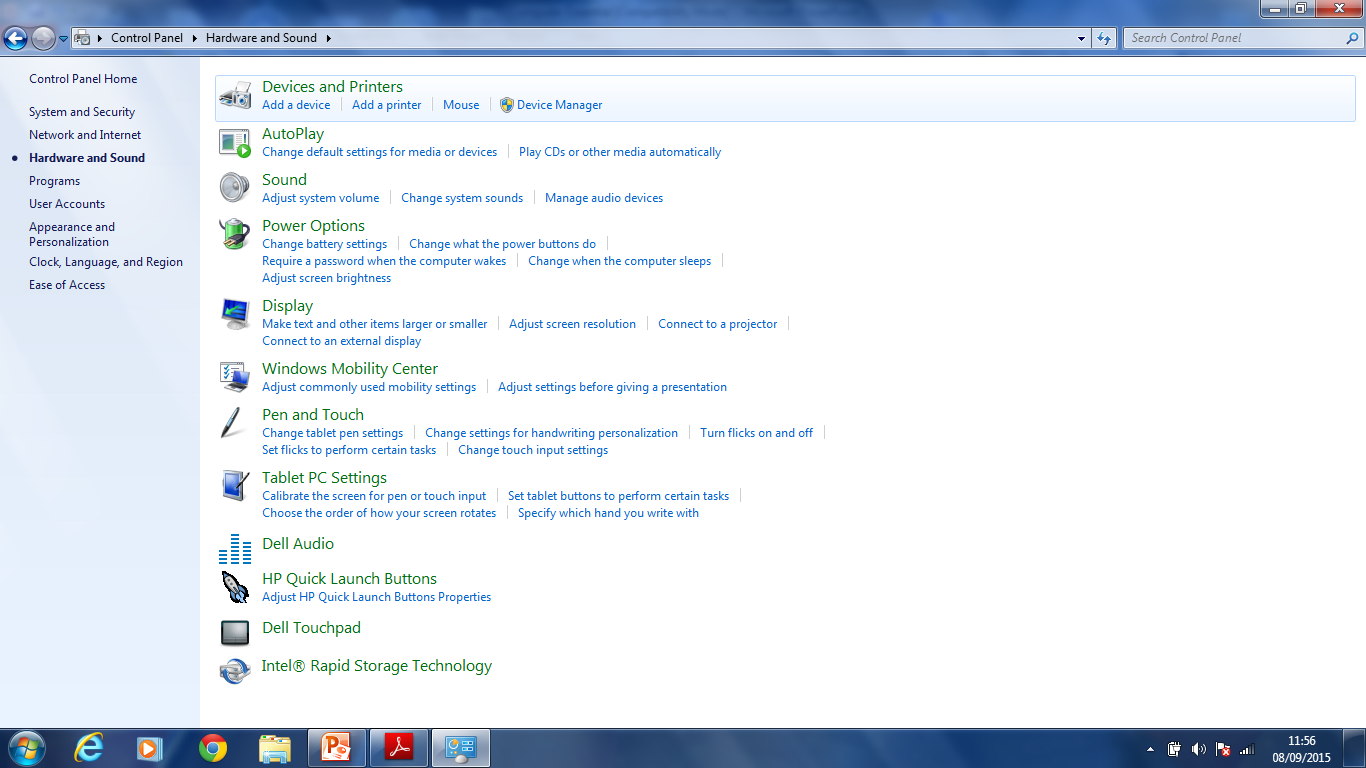 Control Panel Hardware and Sound
Search Control Panel
Control Panel Home
System and Security
Network and Internet
Hardware and Sound
Programs
User Accounts
Appearance and
Personalization
Clock, Language, and Region
Ease of Access
Devices and Printers
Add a device Add a printer Mouse Device Manager
AutoPlay
Change default settings for media or devices Play CDs or other media automatically
Sound
Adjust system volume Change system sounds Manage audio devices
Power Options
Change battery settings Change what the power buttons do
Require a password when the computer wakes Change when the computer sleeps
Adjust screen brightness
Display
Make text and other items larger or smaller Adjust screen resolution Connect to a projector
Connect to an external display
Windows Mobility Center
Adjust commonly used mobility settings Adjust settings before giving a presentation
Pen and Touch
Change tablet pen settings Change settings for handwriting personalization Turn flicks on and off
Set flicks to perform certain tasks Change touch input settings
Tablet PC Settings
Calibrate the screen for pen or touch input Set tablet buttons to perform certain tasks
Choose the order of how your screen rotates Specify which hand you write with
Dell Audio
HP Quick Launch Buttons
Adjust HP Quick Launch Buttons Properties
Dell Touchpad
Intel® Rapid Storage Technology
11:56
08/09/2015